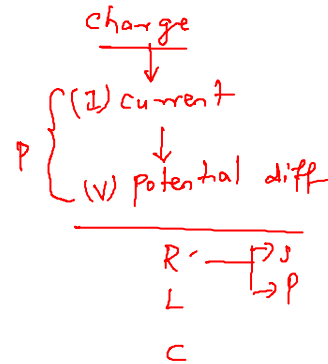 charge
(I) current
P
(V) potential diff
R → s
→ P
L
C